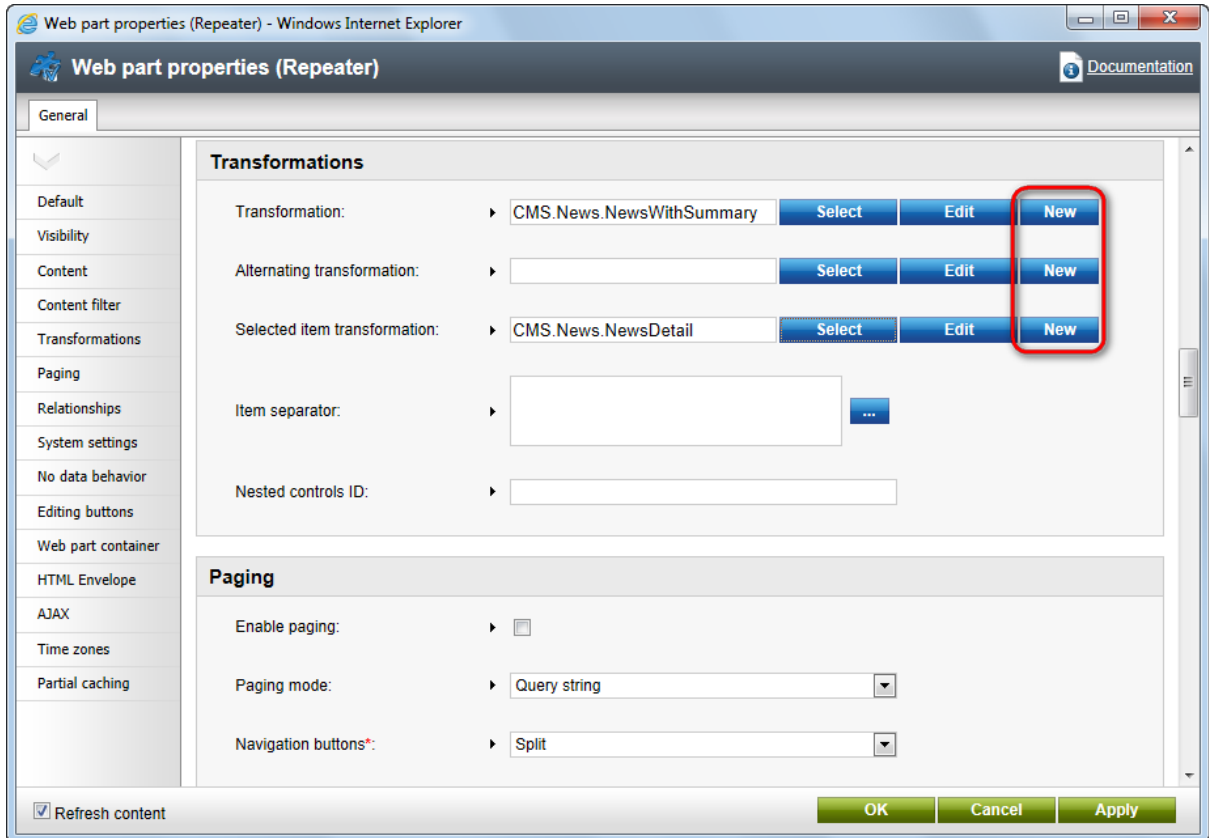 Web part properties (Repeater) - Windows Internet Explorer
Web part properties (Repeater)
Documentation
General
Default
Visibility
Content
Content filter
Transformations
Paging
Relationships
System settings
No data behavior
Editing buttons
Web part container
HTML Envelope
AJAX
Time zones
Partial caching
Transformations
Transformation: CMS.News.NewsWithSummary Select Edit New
Alternating transformation: Select Edit New
Selected item transformation: CMS.News.NewsDetail Select Edit New
Item separator: ...
Nested controls ID:
Paging
Enable paging:
Paging mode: Query string
Navigation buttons*: Split
Refresh content
OK Cancel Apply